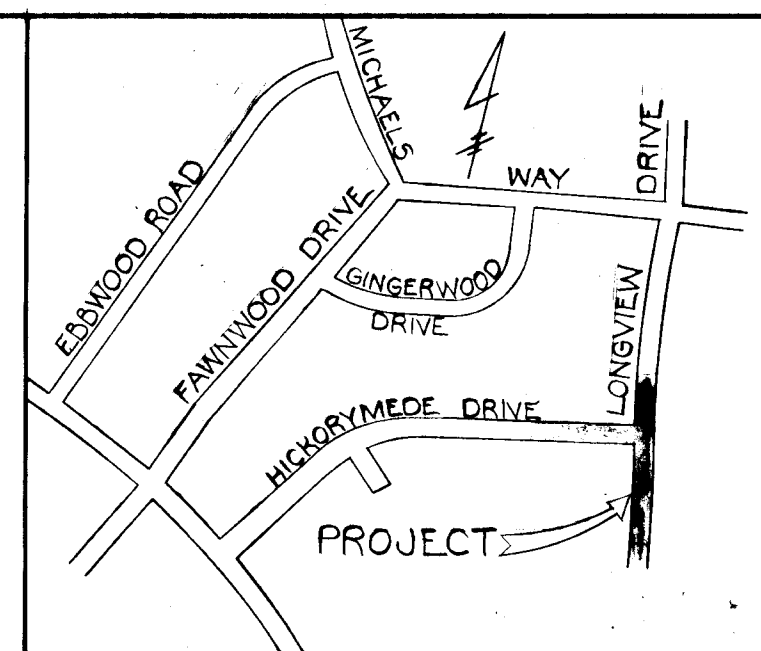 MICHAELS
WAY
DRIVE
EBBWOOD ROAD
FAWNWOOD DRIVE
GINGERWOOD
DRIVE
LONGVIEW
HICKORYMEDE DRIVE
PROJECT